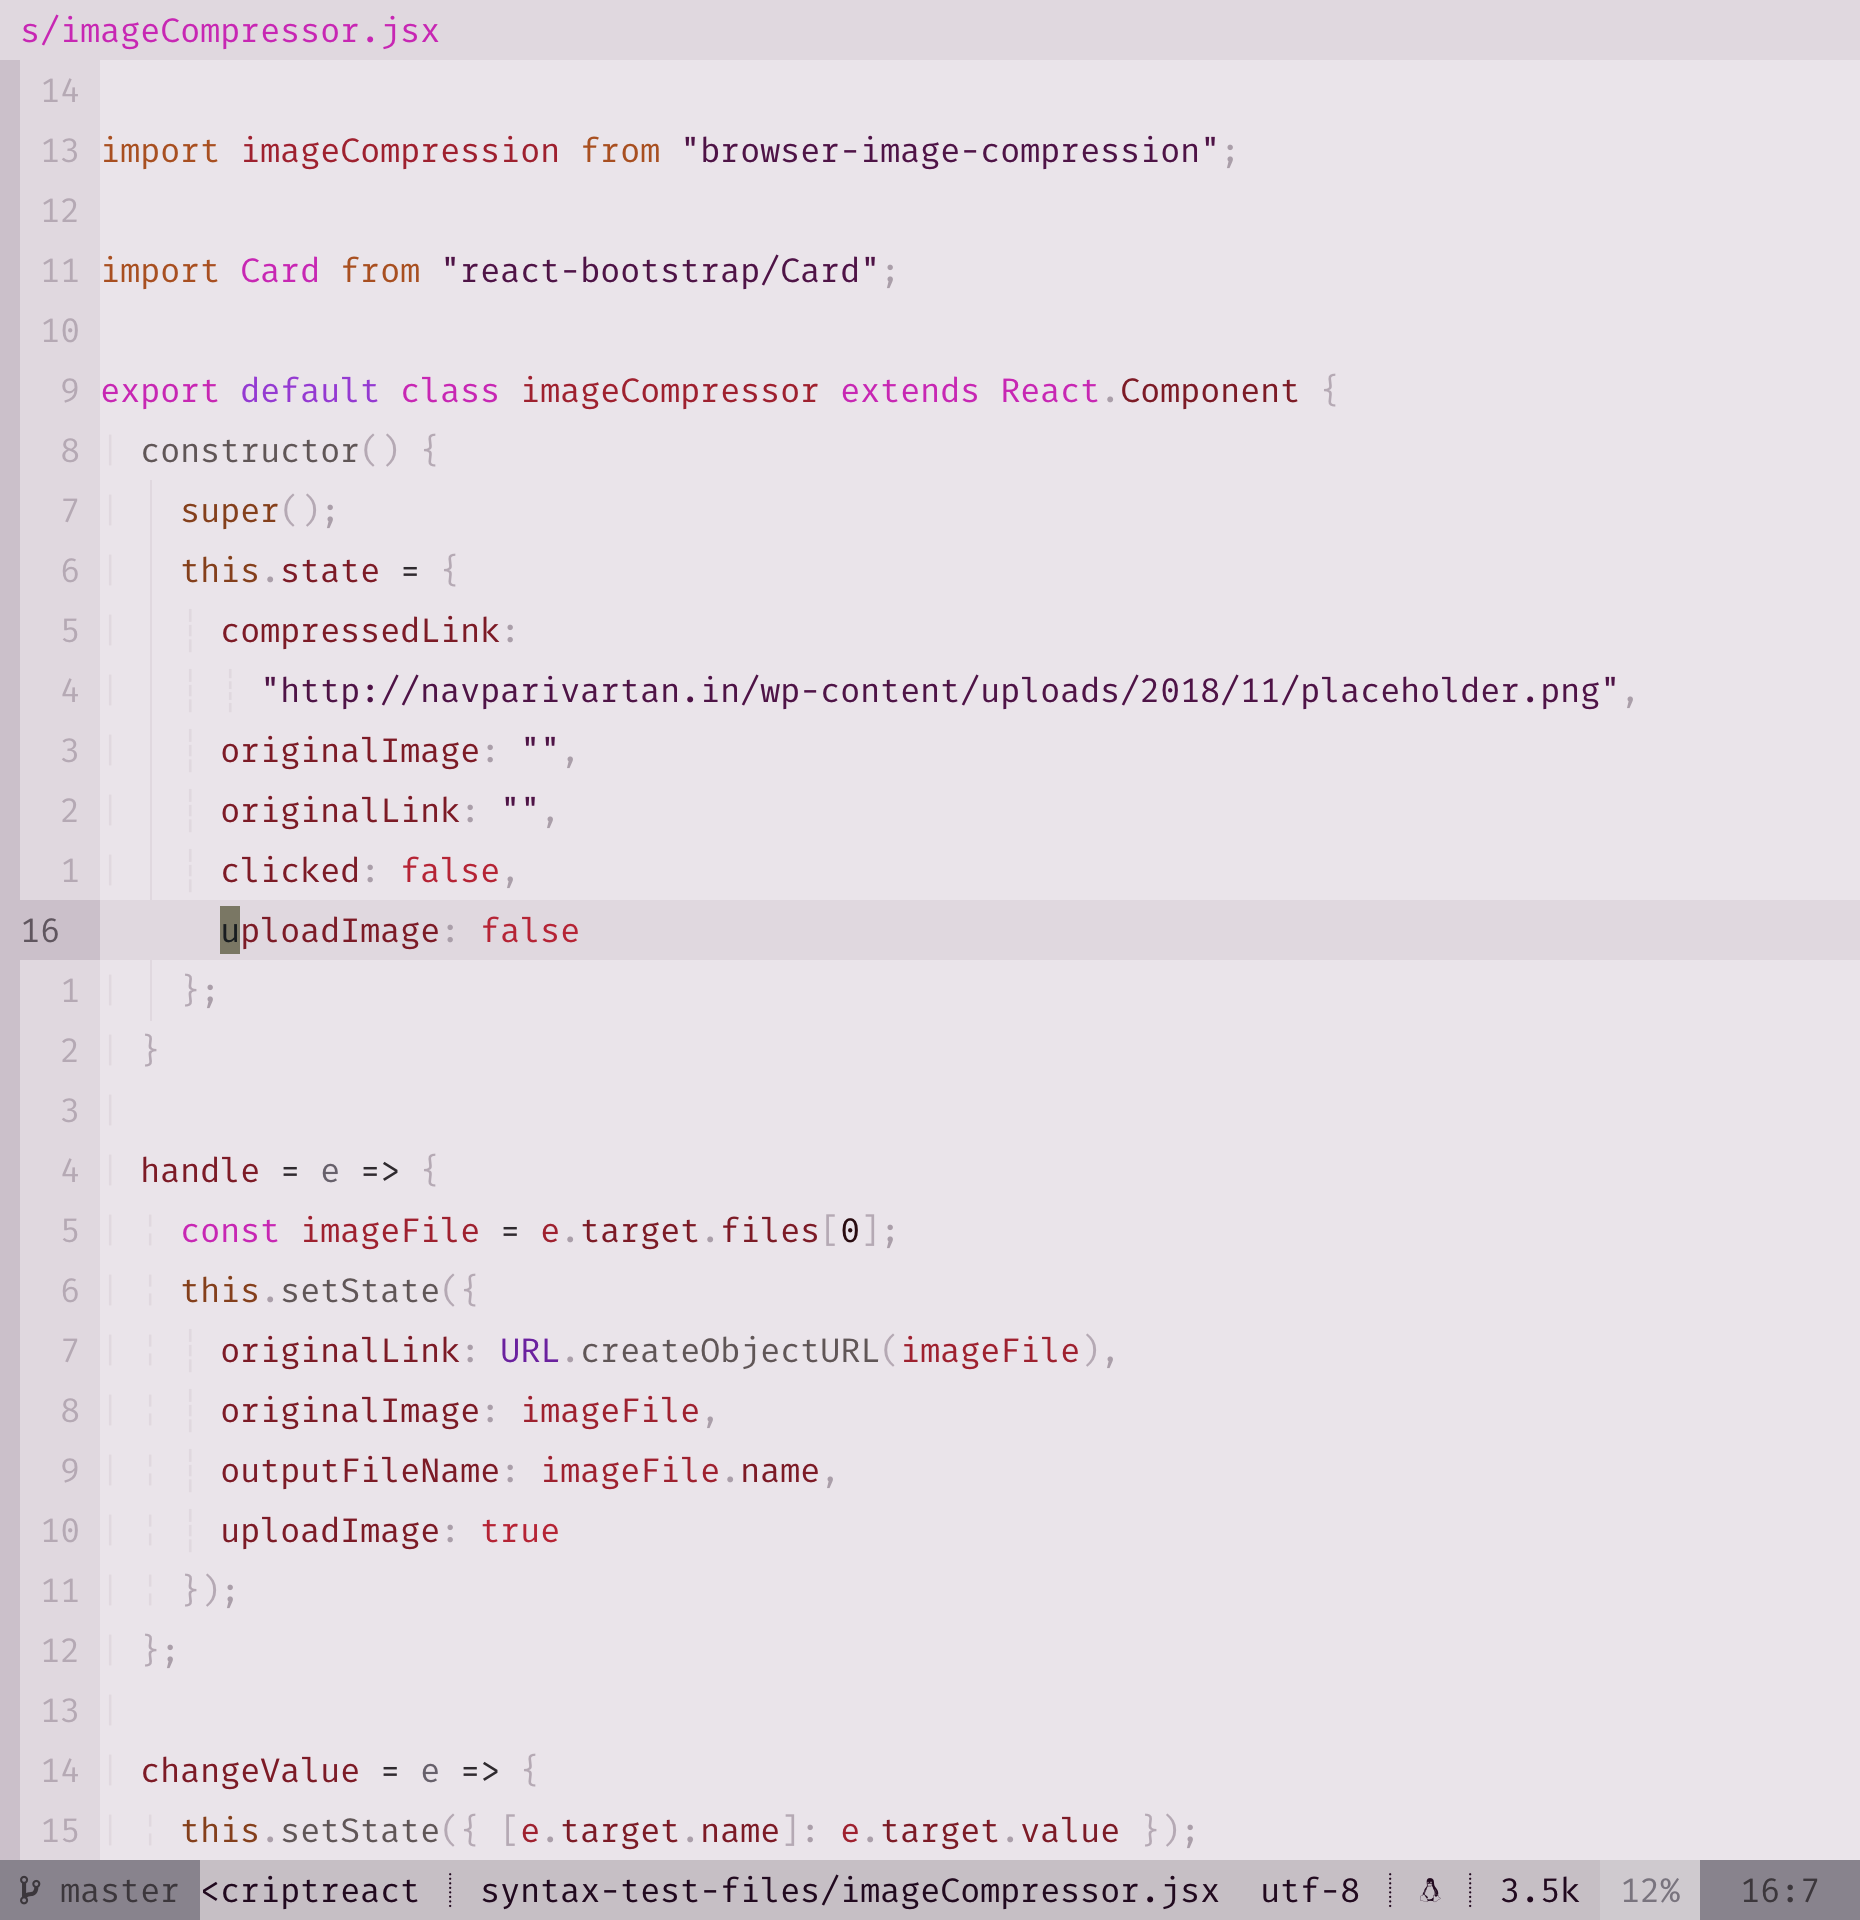 s/imageCompressor.jsx
14
13 import imageCompression from "browser-image-compression";
12
11 import Card from "react-bootstrap/Card";
10
9 export default class imageCompressor extends React.Component {
8   constructor() {
7     super();
6     this.state = {
5       compressedLink:
4         "http://navparivartan.in/wp-content/uploads/2018/11/placeholder.png",
3       originalImage: "",
2       originalLink: "",
1       clicked: false,
16       uploadImage: false
1     };
2   }
3
4   handle = e => {
5     const imageFile = e.target.files[0];
6     this.setState({
7       originalLink: URL.createObjectURL(imageFile),
8       originalImage: imageFile,
9       outputFileName: imageFile.name,
10       uploadImage: true
11     });
12   };
13
14   changeValue = e => {
15     this.setState({ [e.target.name]: e.target.value });
master <criptreact syntax-test-files/imageCompressor.jsx utf-8 3.5k 12% 16:7